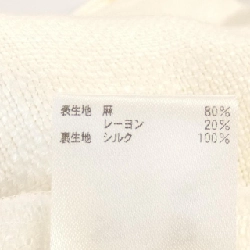 表生地 麻 80%
レーヨン 20%
裏生地 シルク 100%